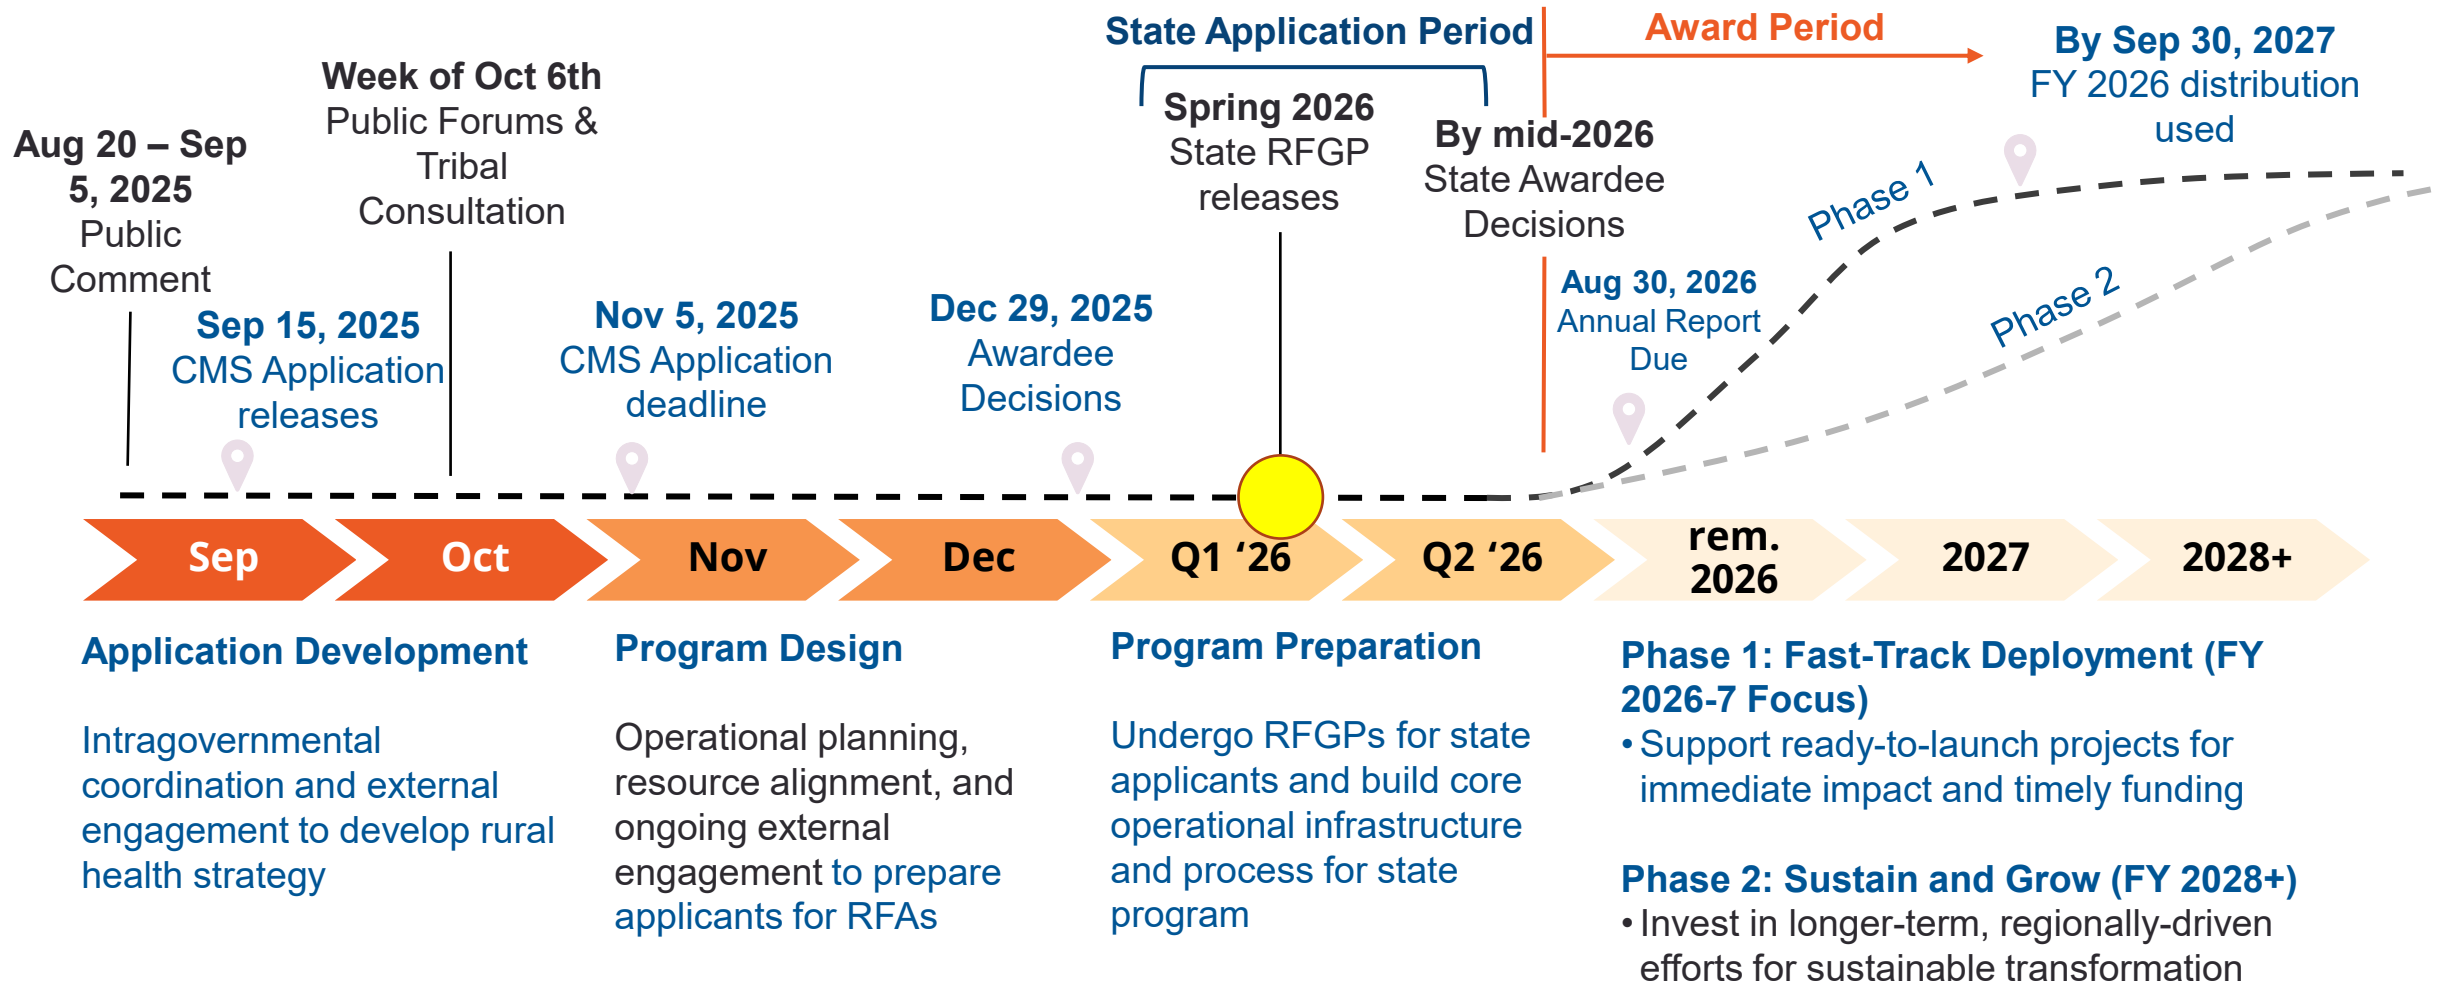 State Application Period
Award Period
Aug 20 – Sep
5, 2025
Public
Comment
Sep 15, 2025
CMS Application
releases
Week of Oct 6th
Public Forums &
Tribal
Consultation
Nov 5, 2025
CMS Application
deadline
Dec 29, 2025
Awardee
Decisions
Spring 2026
State RFGP
releases
By mid-2026
State Awardee
Decisions
Aug 30, 2026
Annual Report
Due
By Sep 30, 2027
FY 2026 distribution
used
Phase 1
Phase 2
Sep
Oct
Nov
Dec
Q1 ‘26
Q2 ‘26
rem.
2026
2027
2028+
Application Development
Intragovernmental
coordination and external
engagement to develop rural
health strategy
Program Design
Operational planning,
resource alignment, and
ongoing external
engagement to prepare
applicants for RFAs
Program Preparation
Undergo RFGPs for state
applicants and build core
operational infrastructure
and process for state
program
Phase 1: Fast-Track Deployment (FY
2026-7 Focus)
• Support ready-to-launch projects for
immediate impact and timely funding
Phase 2: Sustain and Grow (FY 2028+)
• Invest in longer-term, regionally-driven
efforts for sustainable transformation